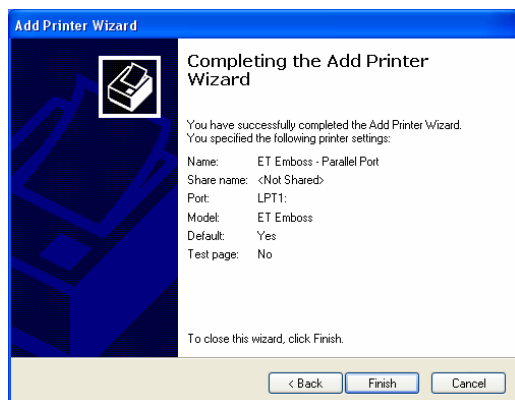 Add Printer Wizard
Completing the Add Printer
Wizard
You have successfully completed the Add Printer Wizard.
You specified the following printer settings:
Name: ET Emboss - Parallel Port
Share name: <Not Shared>
Port: LPT1:
Model: ET Emboss
Default: Yes
Test page: No
To close this wizard, click Finish.
< Back Finish Cancel